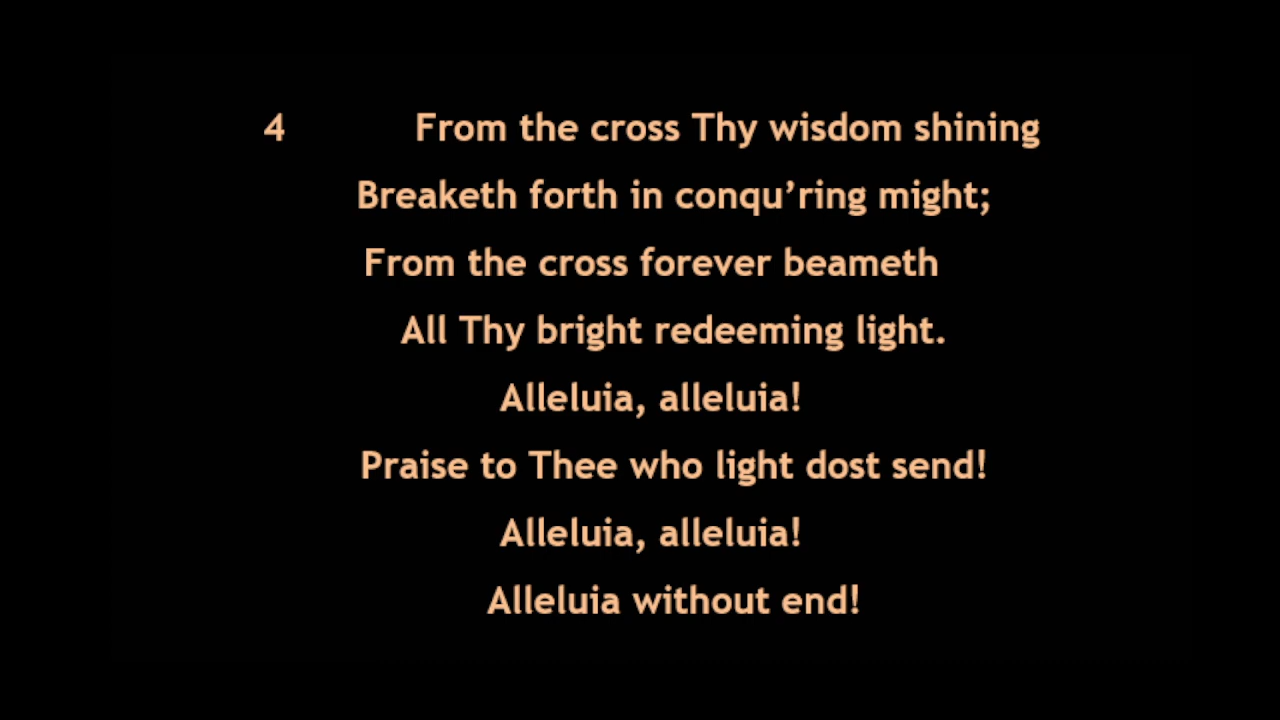 4 From the cross Thy wisdom shining
Breaketh forth in conqu’ring might;
From the cross forever beameth
All Thy bright redeeming light.
Alleluia, alleluia!
Praise to Thee who light dost send!
Alleluia, alleluia!
Alleluia without end!